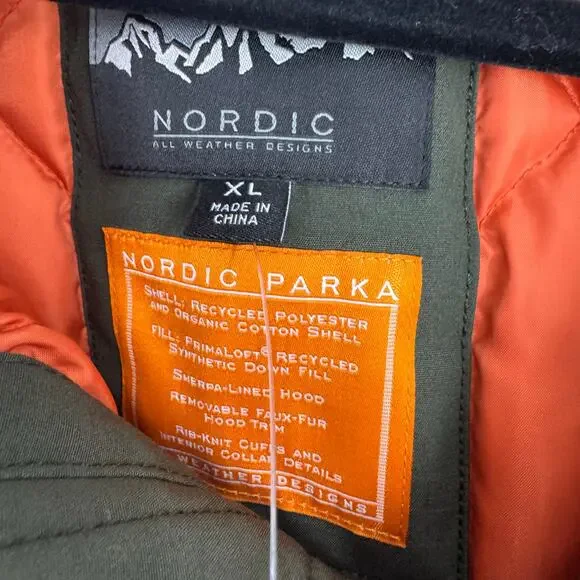 NORDIC
ALL WEATHER DESIGNS
XL
MADE IN
CHINA
NORDIC PARKA
SHELL: RECYCLED POLYESTER
AND ORGANIC COTTON SHELL
FILL: PRIMALOFT® RECYCLED
SYNTHETIC DOWN FILL
SHERPA-LINED HOOD
REMOVABLE FAUX-FUR
HOOD TRIM
RIB-KNIT CUFFS AND
INTERIOR COLLAR DETAILS
WEATHER DESIGNS